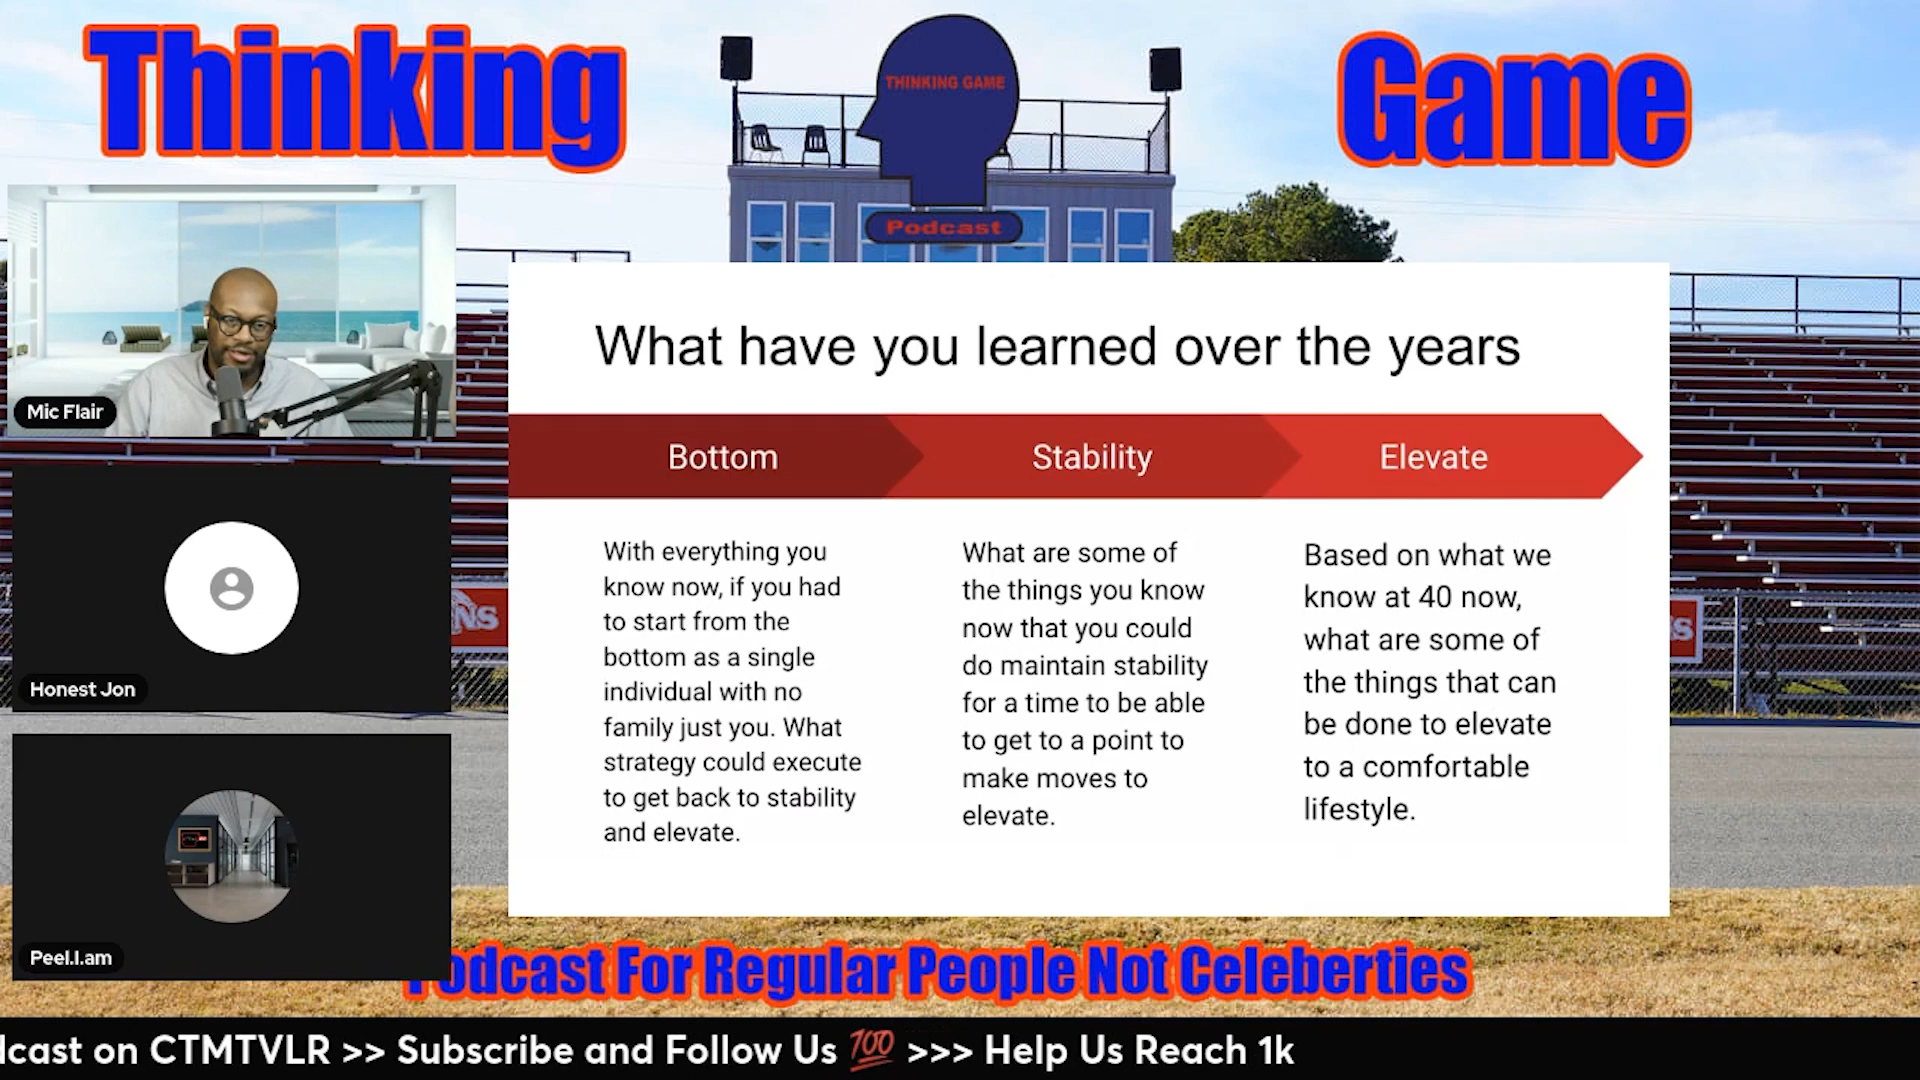 Thinking
Game
THINKING GAME
Podcast
Mic Flair
Honest Jon
Peel.I.am
What have you learned over the years
Bottom
Stability
Elevate
With everything you
know now, if you had
to start from the
bottom as a single
individual with no
family just you. What
strategy could execute
to get back to stability
and elevate.
What are some of
the things you know
now that you could
do maintain stability
for a time to be able
to get to a point to
make moves to
elevate.
Based on what we
know at 40 now,
what are some of
the things that can
be done to elevate
to a comfortable
lifestyle.
Podcast For Regular People Not Celeberties
dcast on CTMTVLR >> Subscribe and Follow Us 💯 >>> Help Us Reach 1k